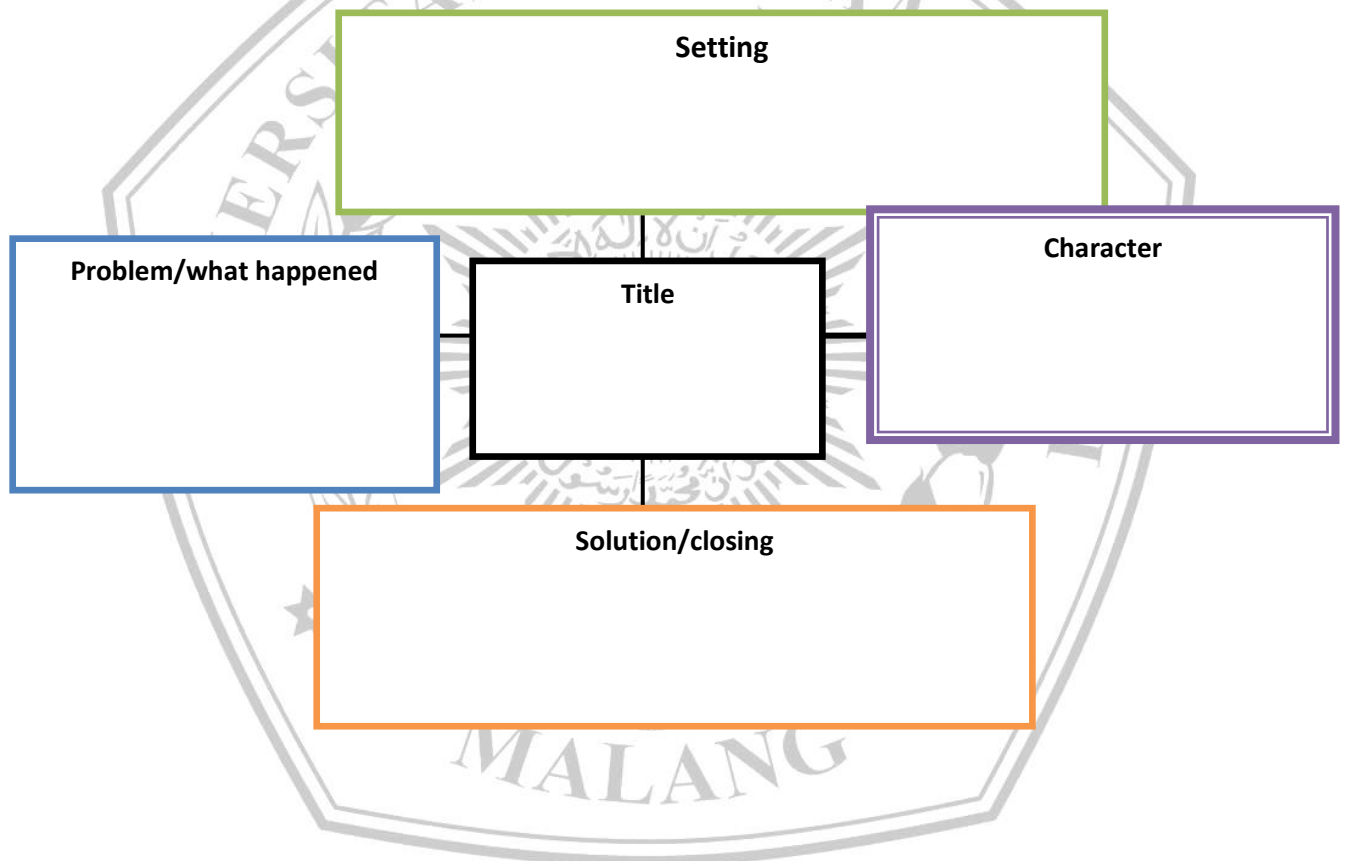 Setting
Character
Problem/what happened
Title
Solution/closing
MALANG